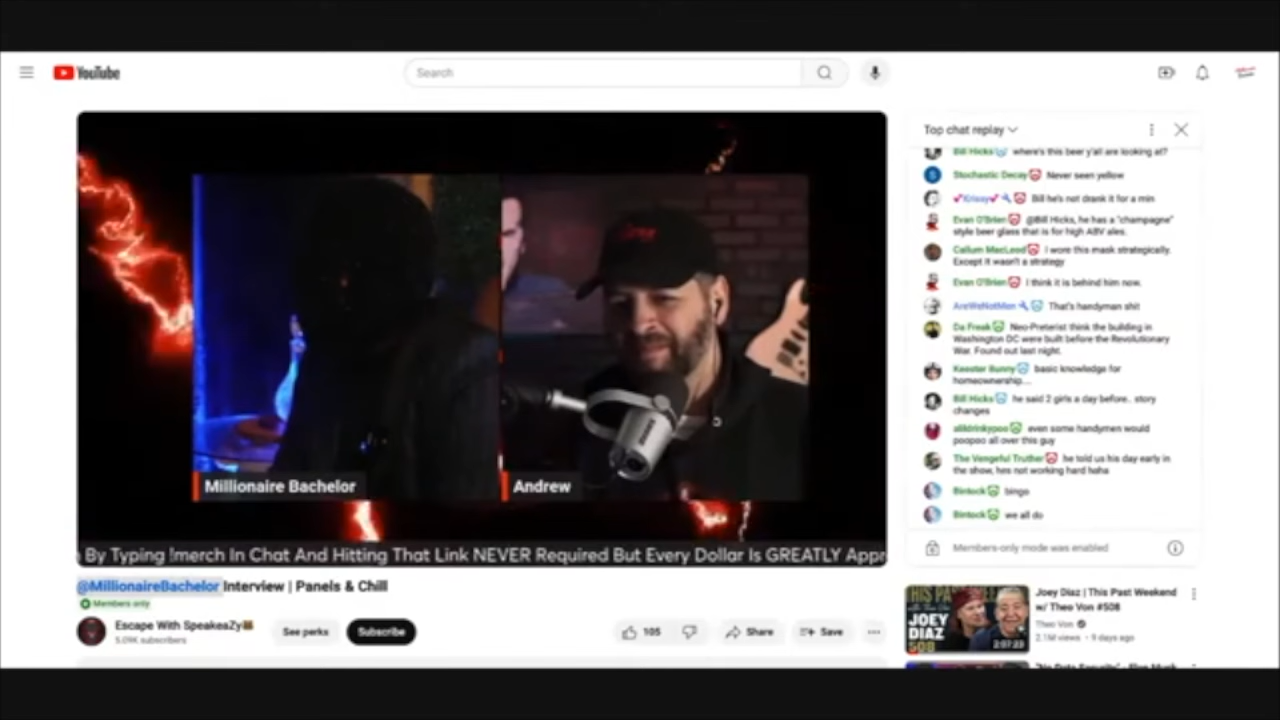 YouTube
Search
Millionaire Bachelor
Andrew
By Typing !merch In Chat And Hitting That Link NEVER Required But Every Dollar Is GREATLY Appr
@MillionaireBachelor Interview | Panels & Chill
Members only
Escape With SpeakeaZy
5.09K subscribers
See perks
Subscribe
105
Share
Save
Top chat replay
Bill Hicks where's this beer y'all are looking at?
S
Stochastic Decay Never seen yellow
Krissy Bill he's not drank it for a min
Evan O'Brien @Bill Hicks, he has a "champagne"
style beer glass that is for high ABV ales.
Callum MacLeod I wore this mask strategically.
Except it wasn't a strategy
Evan O'Brien I think it is behind him now.
AreWeNotMen That's handyman shit
Da Freak Neo-Preterist think the building in
Washington DC were built before the Revolutionary
War. Found out last night.
Keester Bunny basic knowledge for
homeownership....
Bill Hicks he said 2 girls a day before.. story
changes
alildrinkypoo even some handymen would
poopoo all over this guy
The Vengeful Truther he told us his day early in
the show, hes not working hard haha
Bintock bingo
Bintock we all do
Members-only mode was enabled
THIS PAST WEEKEND
JOEY
DIAZ
508
2:07:23
Joey Diaz | This Past Weekend
w/ Theo Von #508
Theo Von
2.1M views • 9 days ago